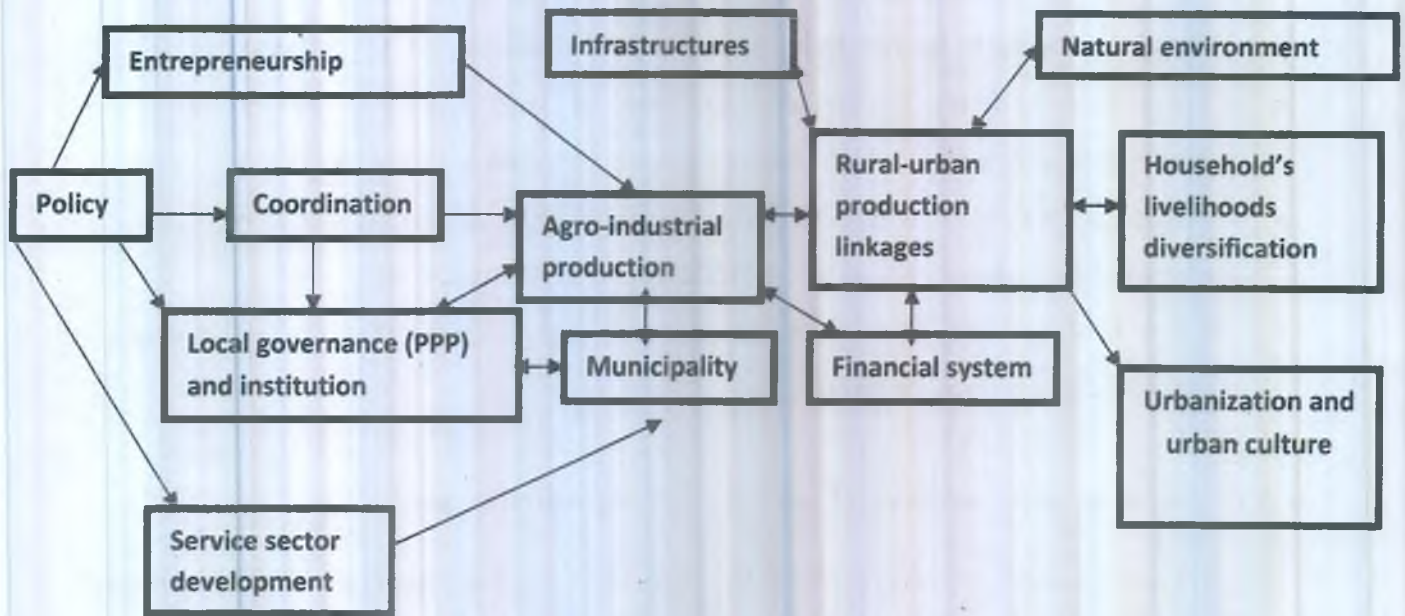 Entrepreneurship
Infrastructures
Natural environment
Policy
Coordination
Agro-industrial
production
Rural-urban
production
linkages
Household's
livelihoods
diversification
Local governance (PPP)
and institution
Municipality
Financial system
Urbanization and
urban culture
Service sector
development